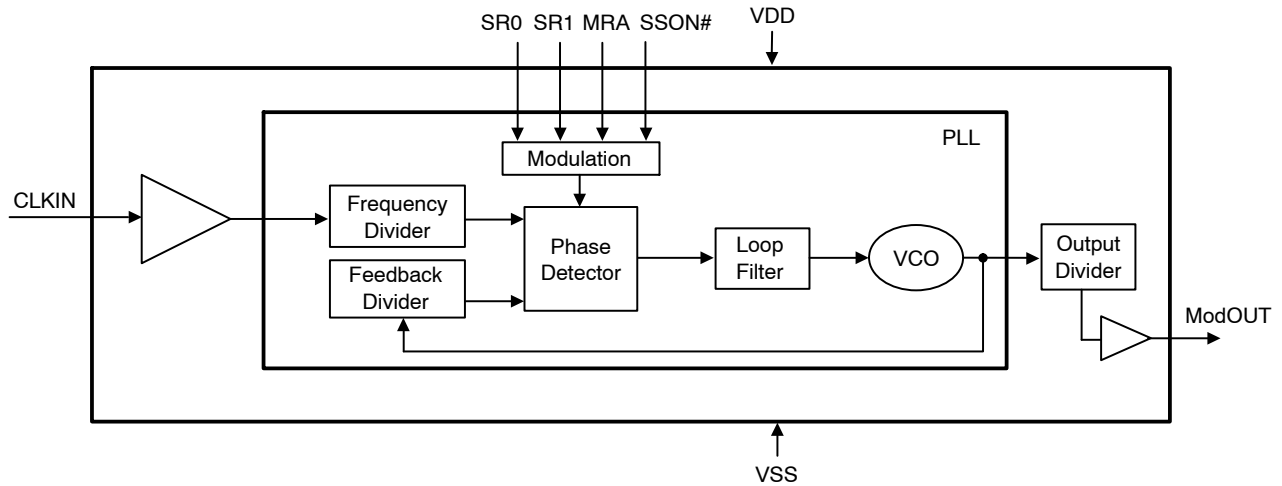 SR0 SR1 MRA SSON#
VDD
PLL
Modulation
CLKIN
Frequency
Divider
Phase
Detector
Loop
Filter
VCO
Output
Divider
Feedback
Divider
ModOUT
VSS